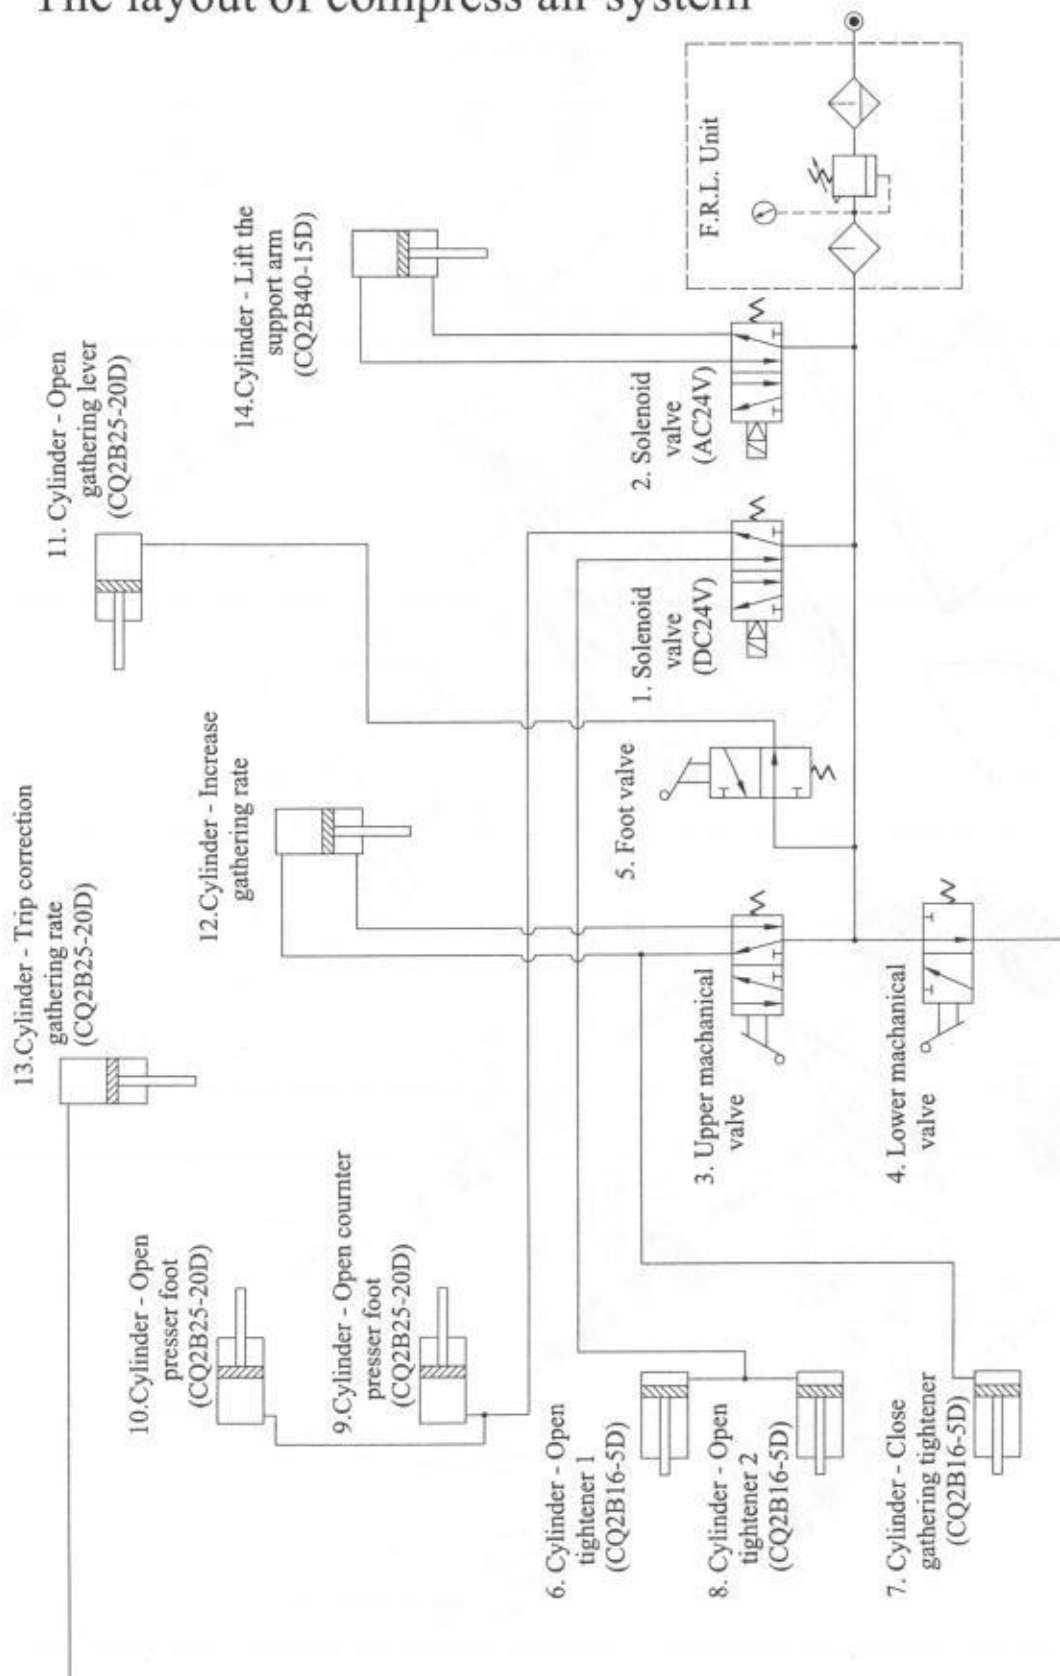 The layout of compress air system
F.R.L. Unit
14.Cylinder - Lift the
support arm
(CQ2B40-15D)
11. Cylinder - Open
gathering lever
(CQ2B25-20D)
2. Solenoid
valve
(AC24V)
1. Solenoid
valve
(DC24V)
12.Cylinder - Increase
gathering rate
5. Foot valve
13.Cylinder - Trip correction
gathering rate
(CQ2B25-20D)
3. Upper machanical
valve
4. Lower machanical
valve
10.Cylinder - Open
presser foot
(CQ2B25-20D)
9.Cylinder - Open cournter
presser foot
(CQ2B25-20D)
6. Cylinder - Open
tightener 1
(CQ2B16-5D)
8. Cylinder - Open
tightener 2
(CQ2B16-5D)
7. Cylinder - Close
gathering tightener
(CQ2B16-5D)